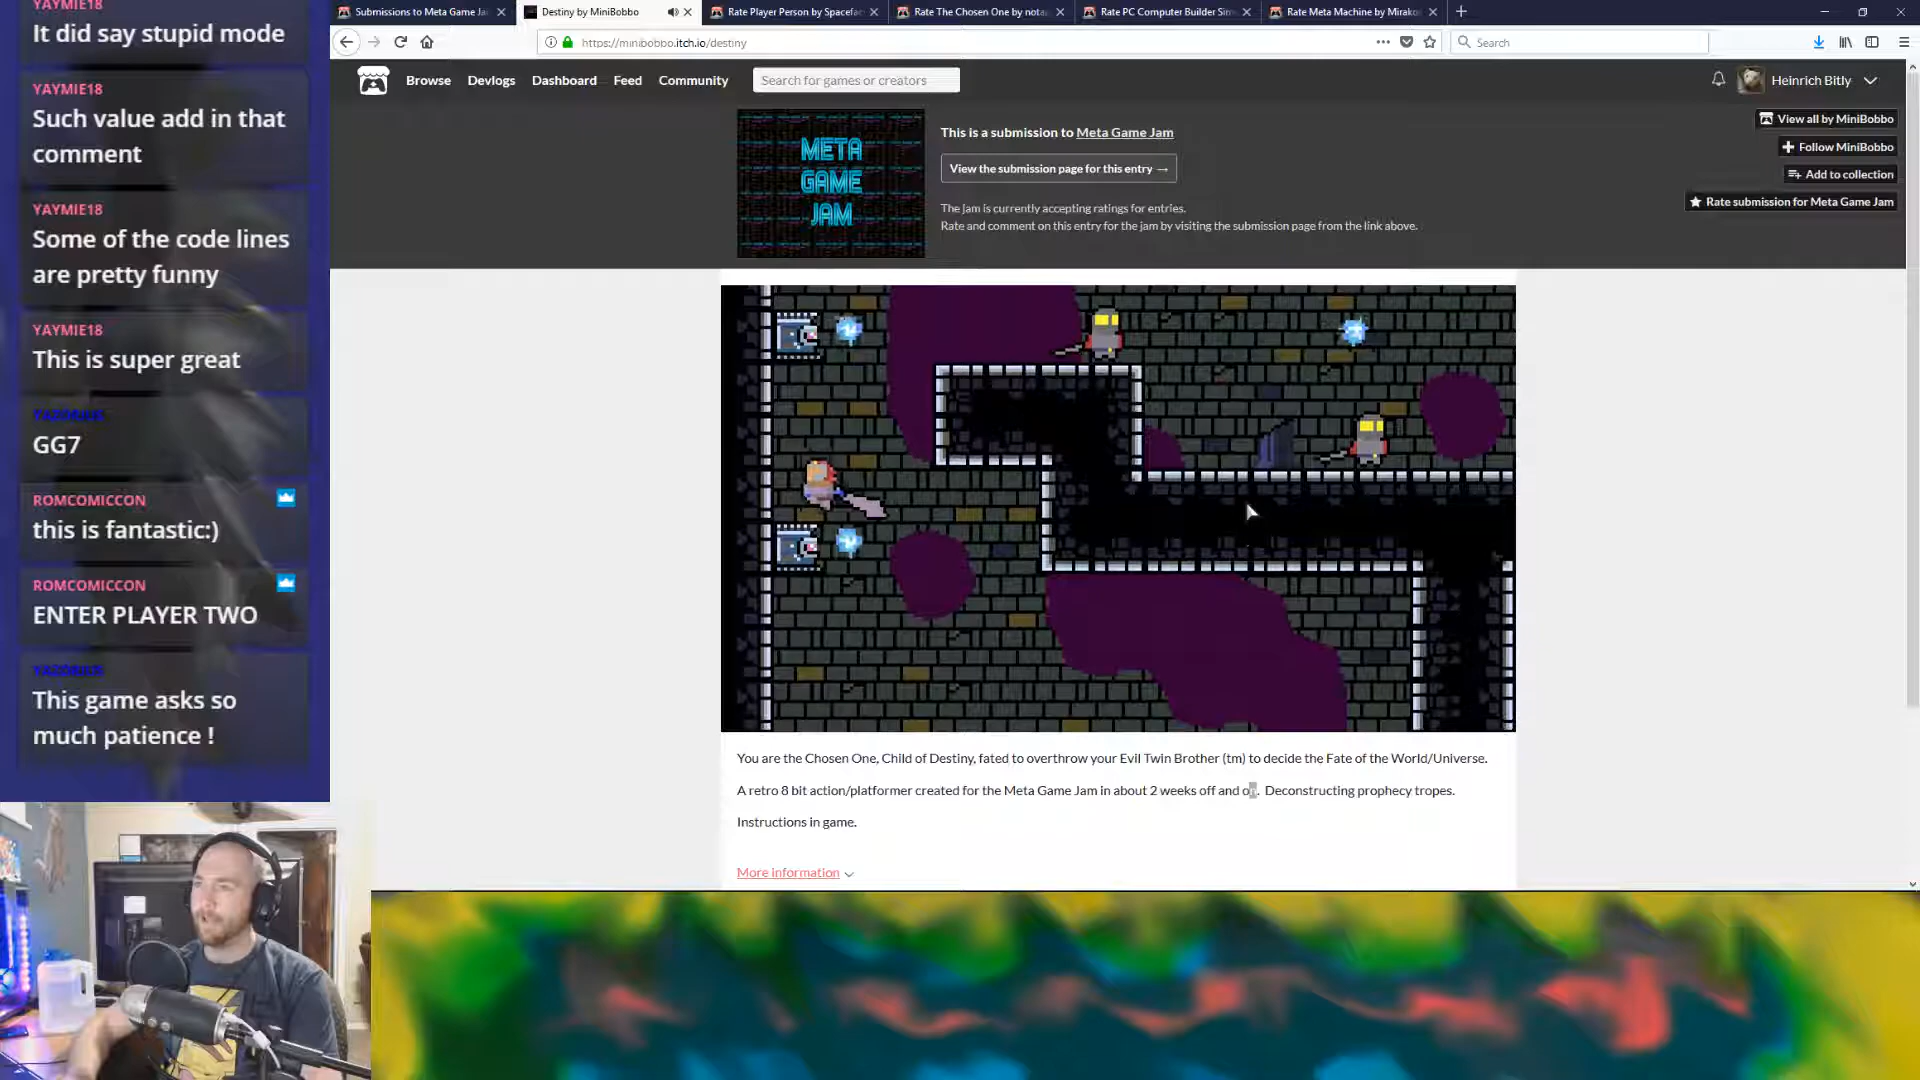 YAYMIE18
It did say stupid mode
YAYMIE18
Such value add in that
comment
YAYMIE18
Some of the code lines
are pretty funny
YAYMIE18
This is super great
GG7
ROMCOMICCON
this is fantastic:)
ROMCOMICCON
ENTER PLAYER TWO
This game asks so
much patience !
Submissions to Meta Game Ja
Destiny by MiniBobbo
Rate Player Person by Spacefa
Rate The Chosen One by nota
Rate PC Computer Builder Sim
Rate Meta Machine by Mirako
https://minibobbo.itch.io/destiny
Search
Browse
Devlogs
Dashboard
Feed
Community
Search for games or creators
Heinrich Bitly
META
GAME
JAM
This is a submission to Meta Game Jam
View the submission page for this entry →
The jam is currently accepting ratings for entries.
Rate and comment on this entry for the jam by visiting the submission page from the link above.
View all by MiniBobbo
Follow MiniBobbo
Add to collection
Rate submission for Meta Game Jam
You are the Chosen One, Child of Destiny, fated to overthrow your Evil Twin Brother (tm) to decide the Fate of the World/Universe.
A retro 8 bit action/platformer created for the Meta Game Jam in about 2 weeks off and on. Deconstructing prophecy tropes.
Instructions in game.
More information